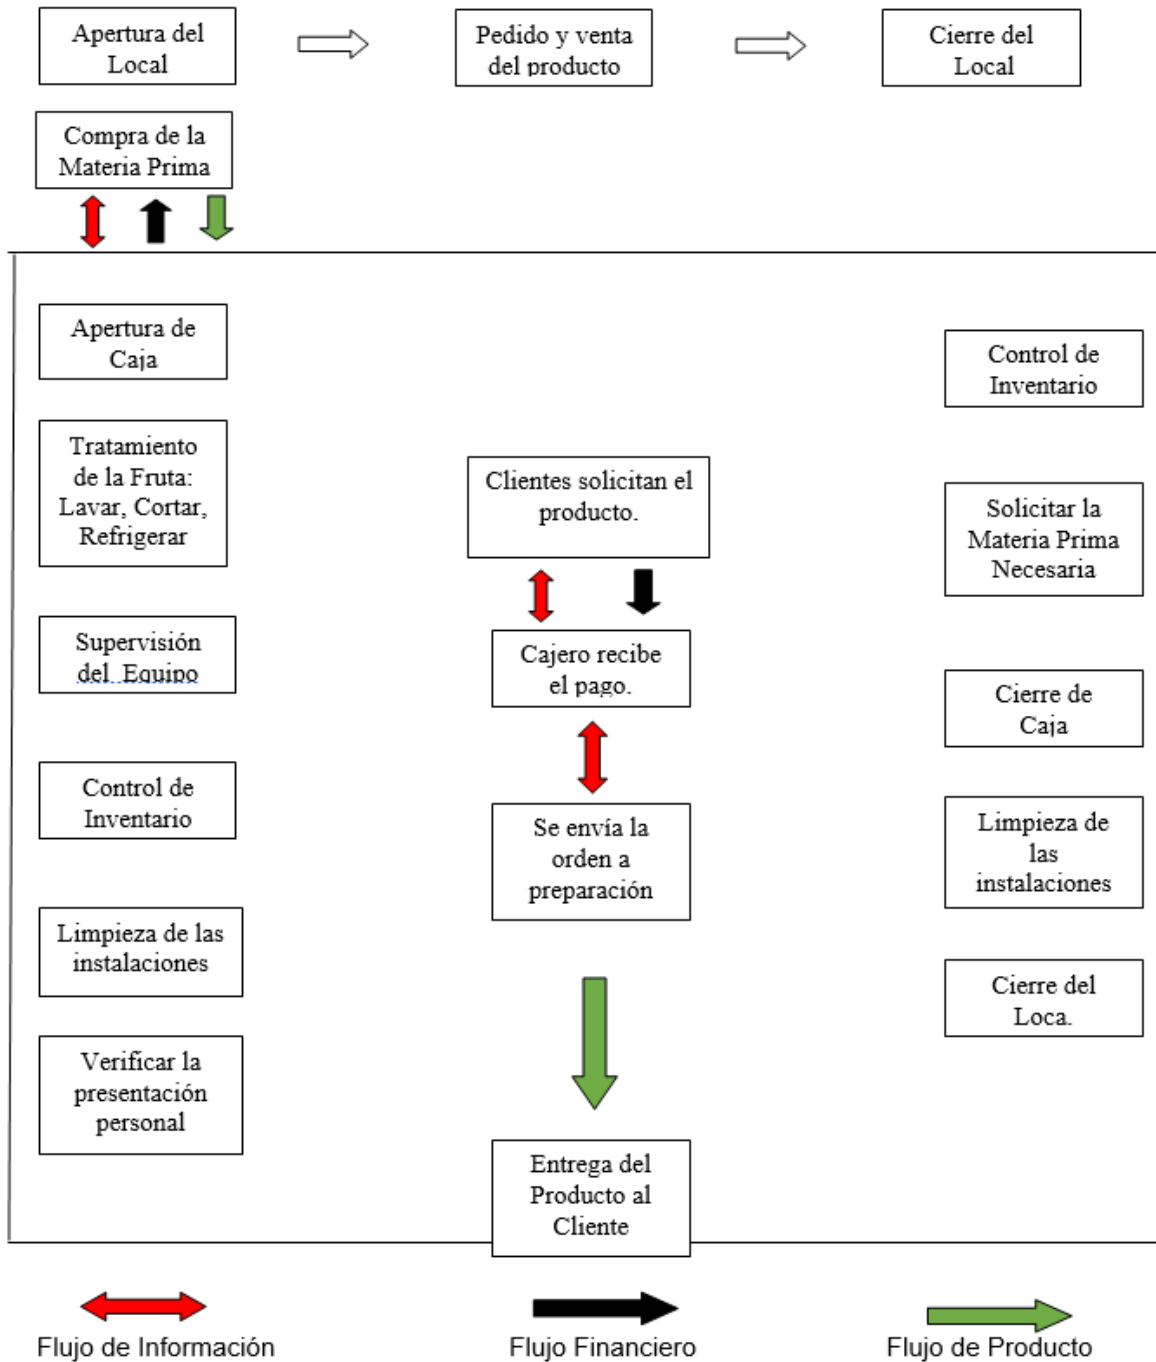 Apertura del
Local
Pedido y venta
del producto
Cierre del
Local
Compra de la
Materia Prima
Apertura de
Caja
Tratamiento
de la Fruta:
Lavar, Cortar,
Refrigerar
Supervisión
del Equipo
Control de
Inventario
Limpieza de las
instalaciones
Verificar la
presentación
personal
Clientes solicitan el
producto.
Cajero recibe
el pago.
Se envía la
orden a
preparación
Entrega del
Producto al
Cliente
Control de
Inventario
Solicitar la
Materia Prima
Necesaria
Cierre de
Caja
Limpieza de
las
instalaciones
Cierre del
Loca.
Flujo de Información
Flujo Financiero
Flujo de Producto